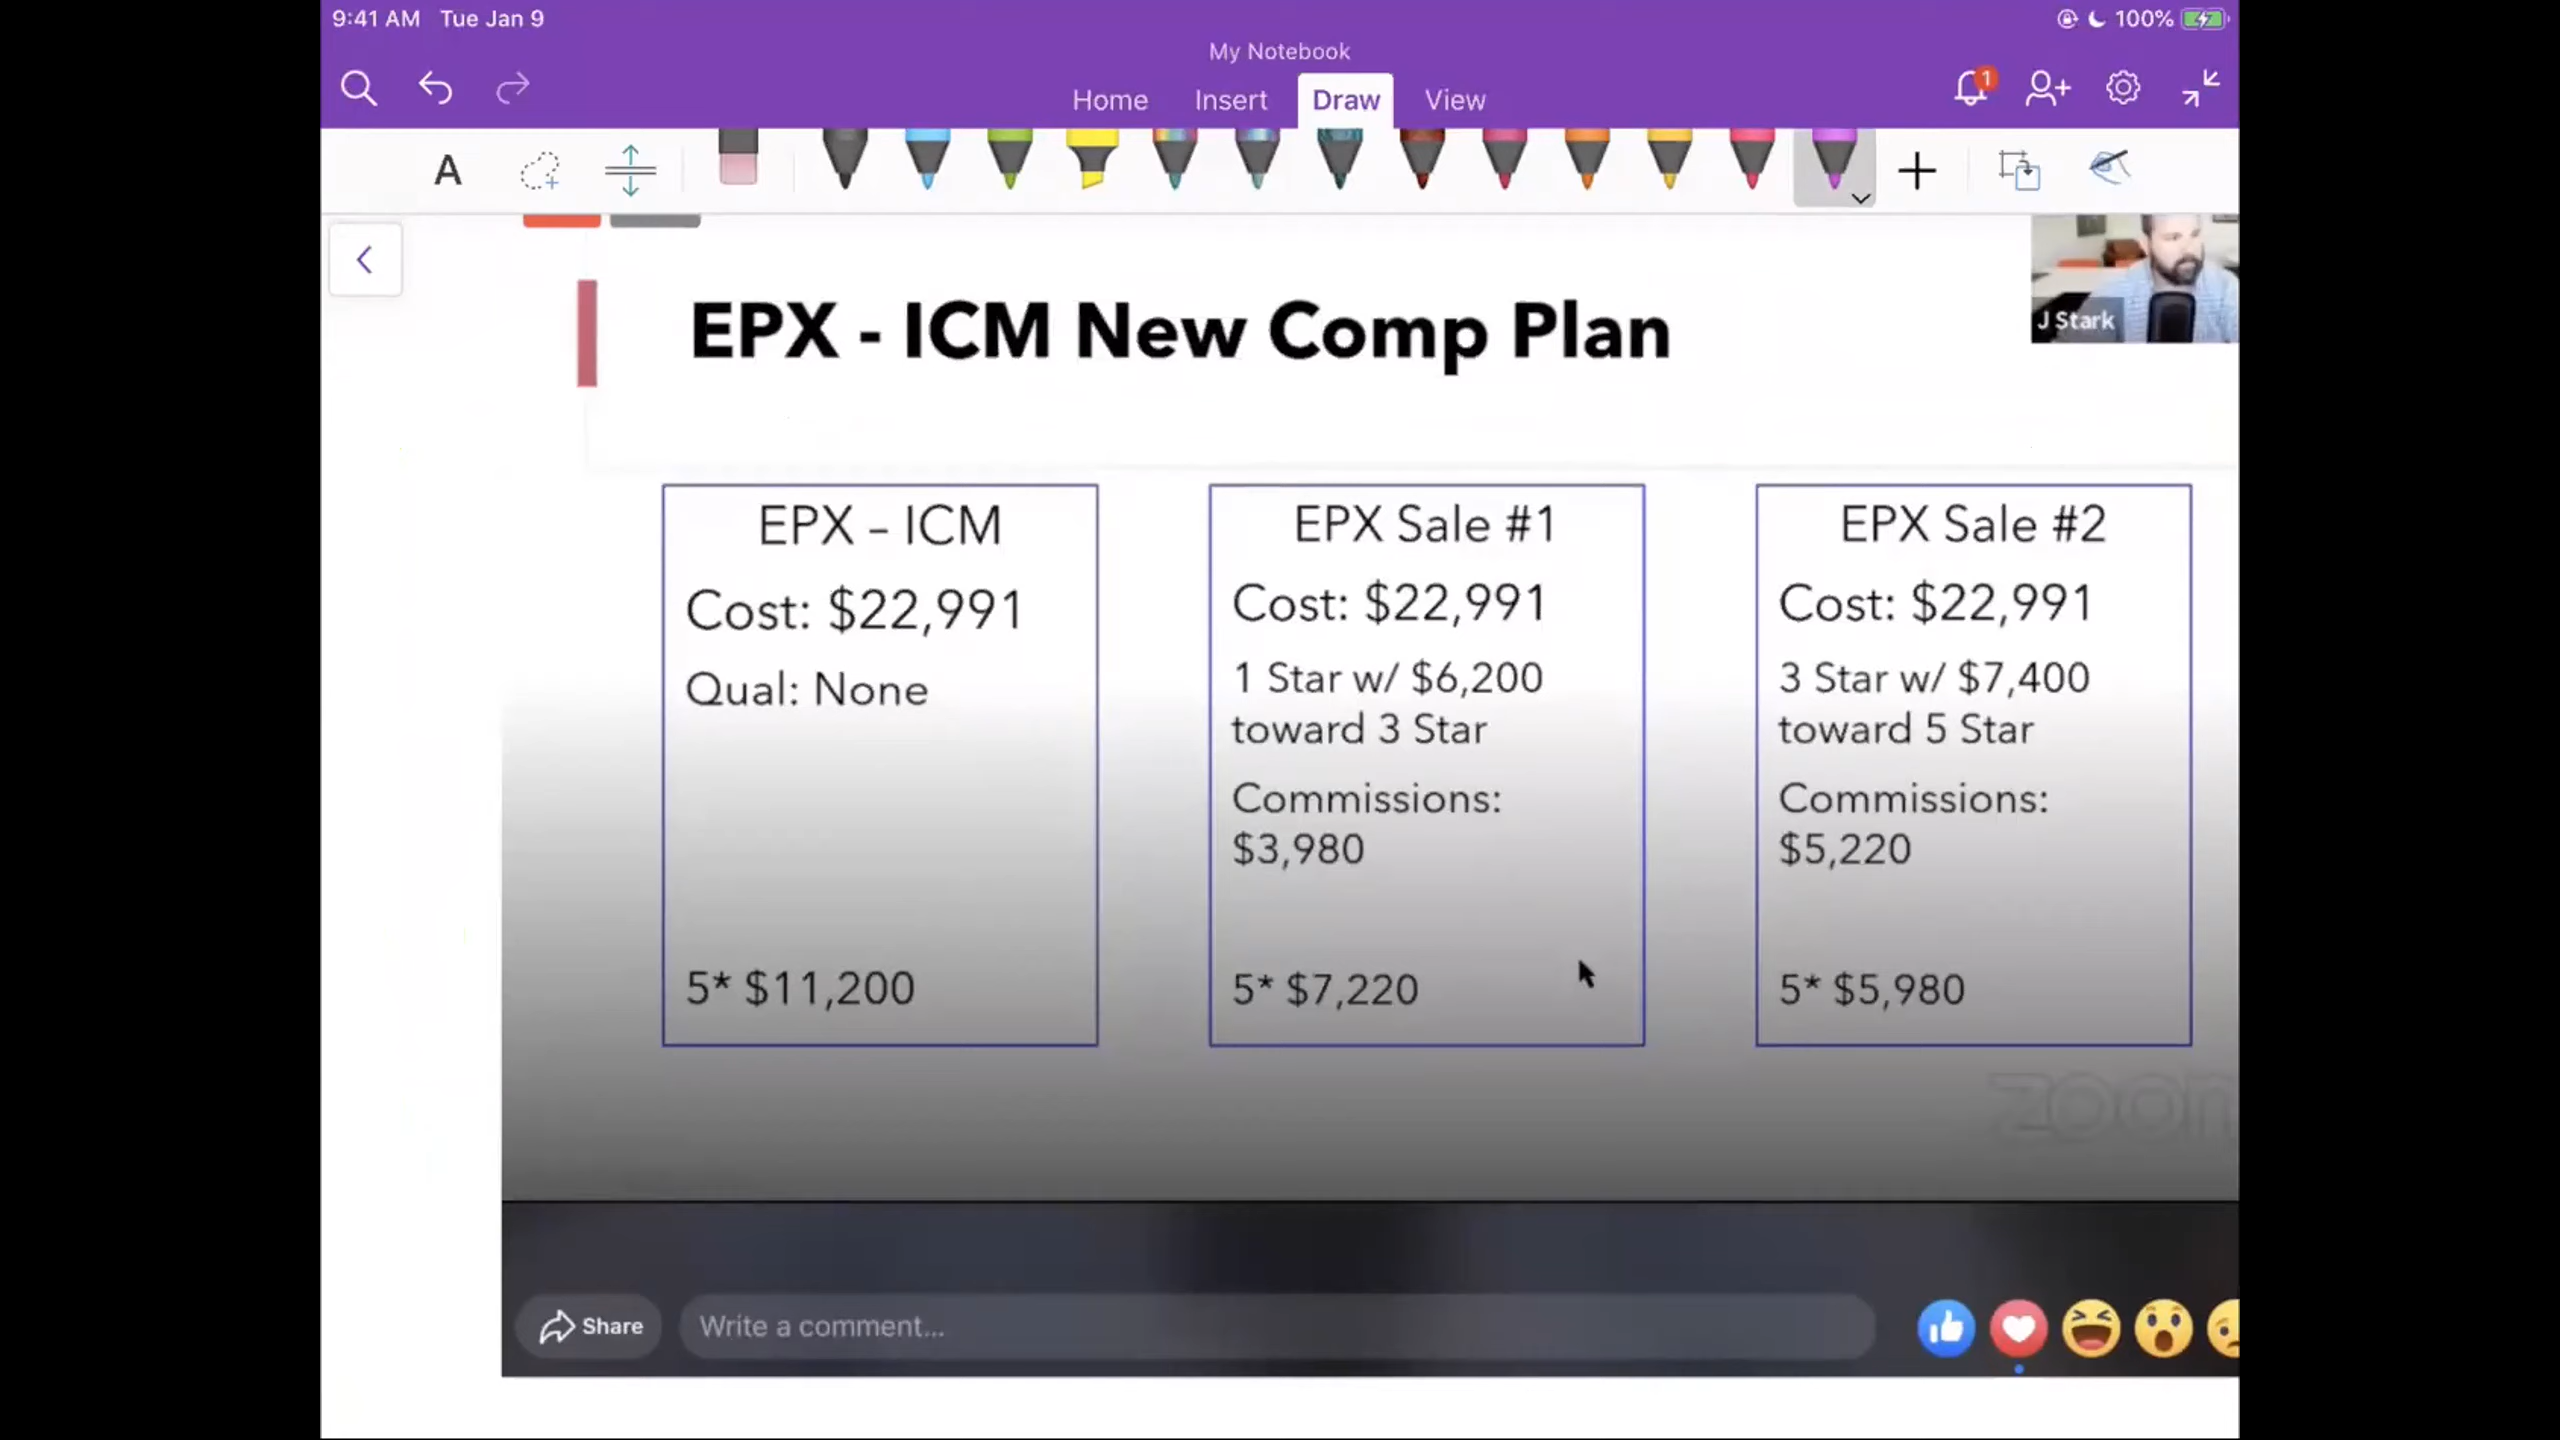 9:41 AM Tue Jan 9
100%
My Notebook
Home Insert Draw View
1
A
EPX - ICM New Comp Plan
J Stark
EPX – ICM
Cost: $22,991
Qual: None
5* $11,200
EPX Sale #1
Cost: $22,991
1 Star w/ $6,200
toward 3 Star
Commissions:
$3,980
5* $7,220
EPX Sale #2
Cost: $22,991
3 Star w/ $7,400
toward 5 Star
Commissions:
$5,220
5* $5,980
zoom
Share
Write a comment...